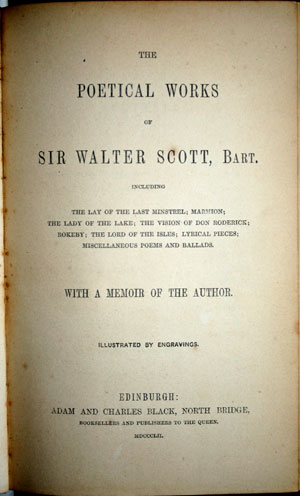 THE
POETICAL WORKS
OF
SIR WALTER SCOTT, BART.
INCLUDING
THE LAY OF THE LAST MINSTREL; MARMION;
THE LADY OF THE LAKE; THE VISION OF DON RODERICK;
ROKEBY; THE LORD OF THE ISLES; LYRICAL PIECES;
MISCELLANEOUS POEMS AND BALLADS.
WITH A MEMOIR OF THE AUTHOR.
ILLUSTRATED BY ENGRAVINGS.
EDINBURGH:
ADAM AND CHARLES BLACK, NORTH BRIDGE,
BOOKSELLERS AND PUBLISHERS TO THE QUEEN.
MDCCCLII.